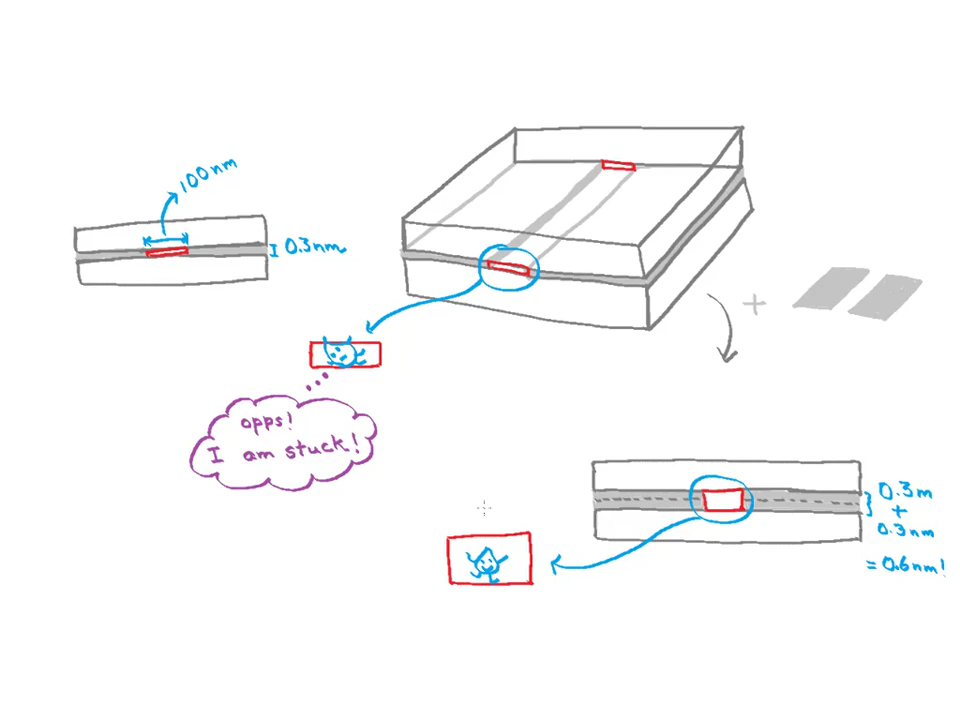 100nm
0.3nm
opps!
I am stuck!
+
0.3m
+
0.3nm
= 0.6nm!